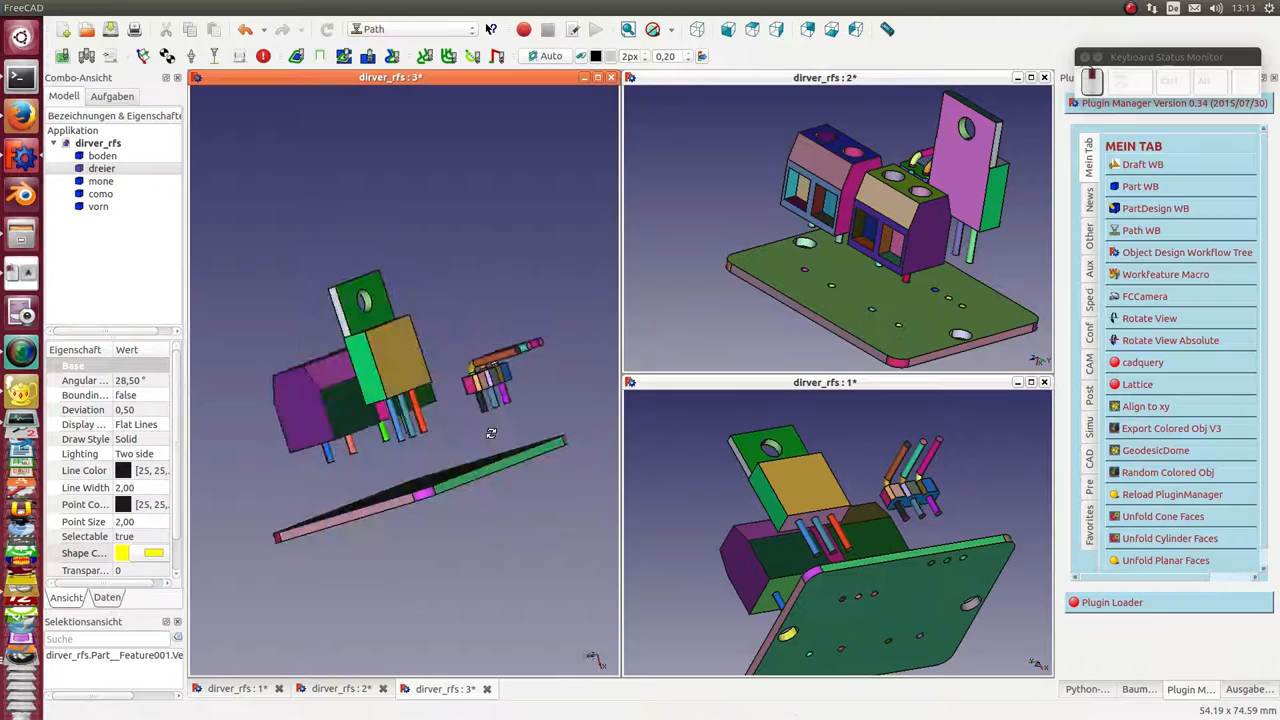 FreeCAD
De
13:13
Path
Auto
2px
0,20
Combo-Ansicht
Modell
Aufgaben
Bezeichnungen & Eigenschafte
Applikation
dirver_rfs
boden
dreier
mone
como
vorn
Eigenschaft
Wert
Base
Angular ...
28,50 °
Boundin...
false
Deviation
0,50
Display ...
Flat Lines
Draw Style
Solid
Lighting
Two side
Line Color
[25, 25,
Line Width
2,00
Point Co...
[25, 25,
Point Size
2,00
Selectable
true
Shape C...
Transpar...
0
Ansicht
Daten
Selektionsansicht
Suche
dirver_rfs.Part__Feature001.Ve
dirver_rfs : 3*
dirver_rfs : 2*
dirver_rfs : 1*
dirver_rfs : 1*
dirver_rfs : 2*
dirver_rfs : 3*
Keyboard Status Monitor
Ctrl
Alt
Plugin Manager Version 0.34 (2015/07/30)
Mein Tab
News
Other
Aux
Sped
Conf
CAM
Post
Simu
CAD
Pre
Favorites
MEIN TAB
Draft WB
Part WB
PartDesign WB
Path WB
Object Design Workflow Tree
Workfeature Macro
FCCamera
Rotate View
Rotate View Absolute
cadquery
Lattice
Align to xy
Export Colored Obj V3
GeodesicDome
Random Colored Obj
Reload PluginManager
Unfold Cone Faces
Unfold Cylinder Faces
Unfold Planar Faces
Plugin Loader
Python-...
Baum...
Plugin M...
Ausgabe...
54.19 x 74.59 mm